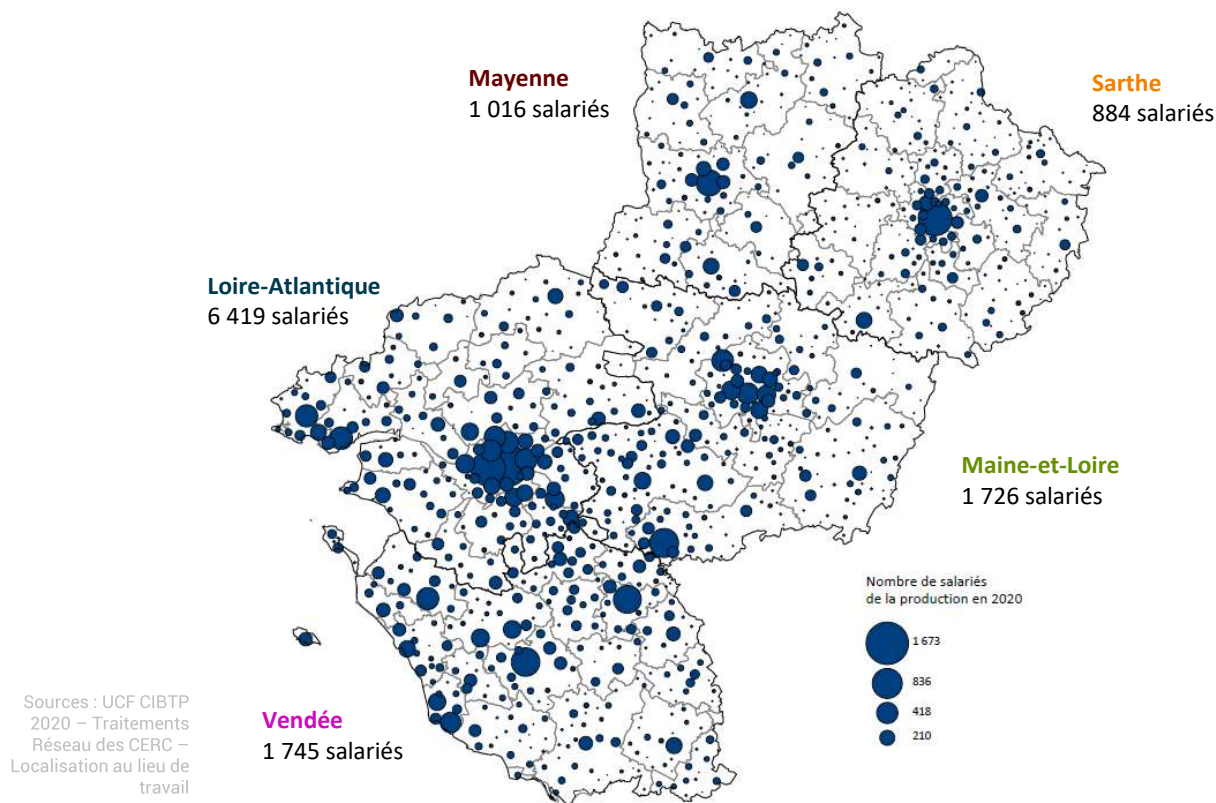 Mayenne
1 016 salariés
Sarthe
884 salariés
Loire-Atlantique
6 419 salariés
Maine-et-Loire
1 726 salariés
Nombre de salariés
de la production en 2020
1 673
836
418
210
Vendée
1 745 salariés
Sources : UCF CIBTP
2020 – Traitements
Réseau des CERC –
Localisation au lieu de
travail